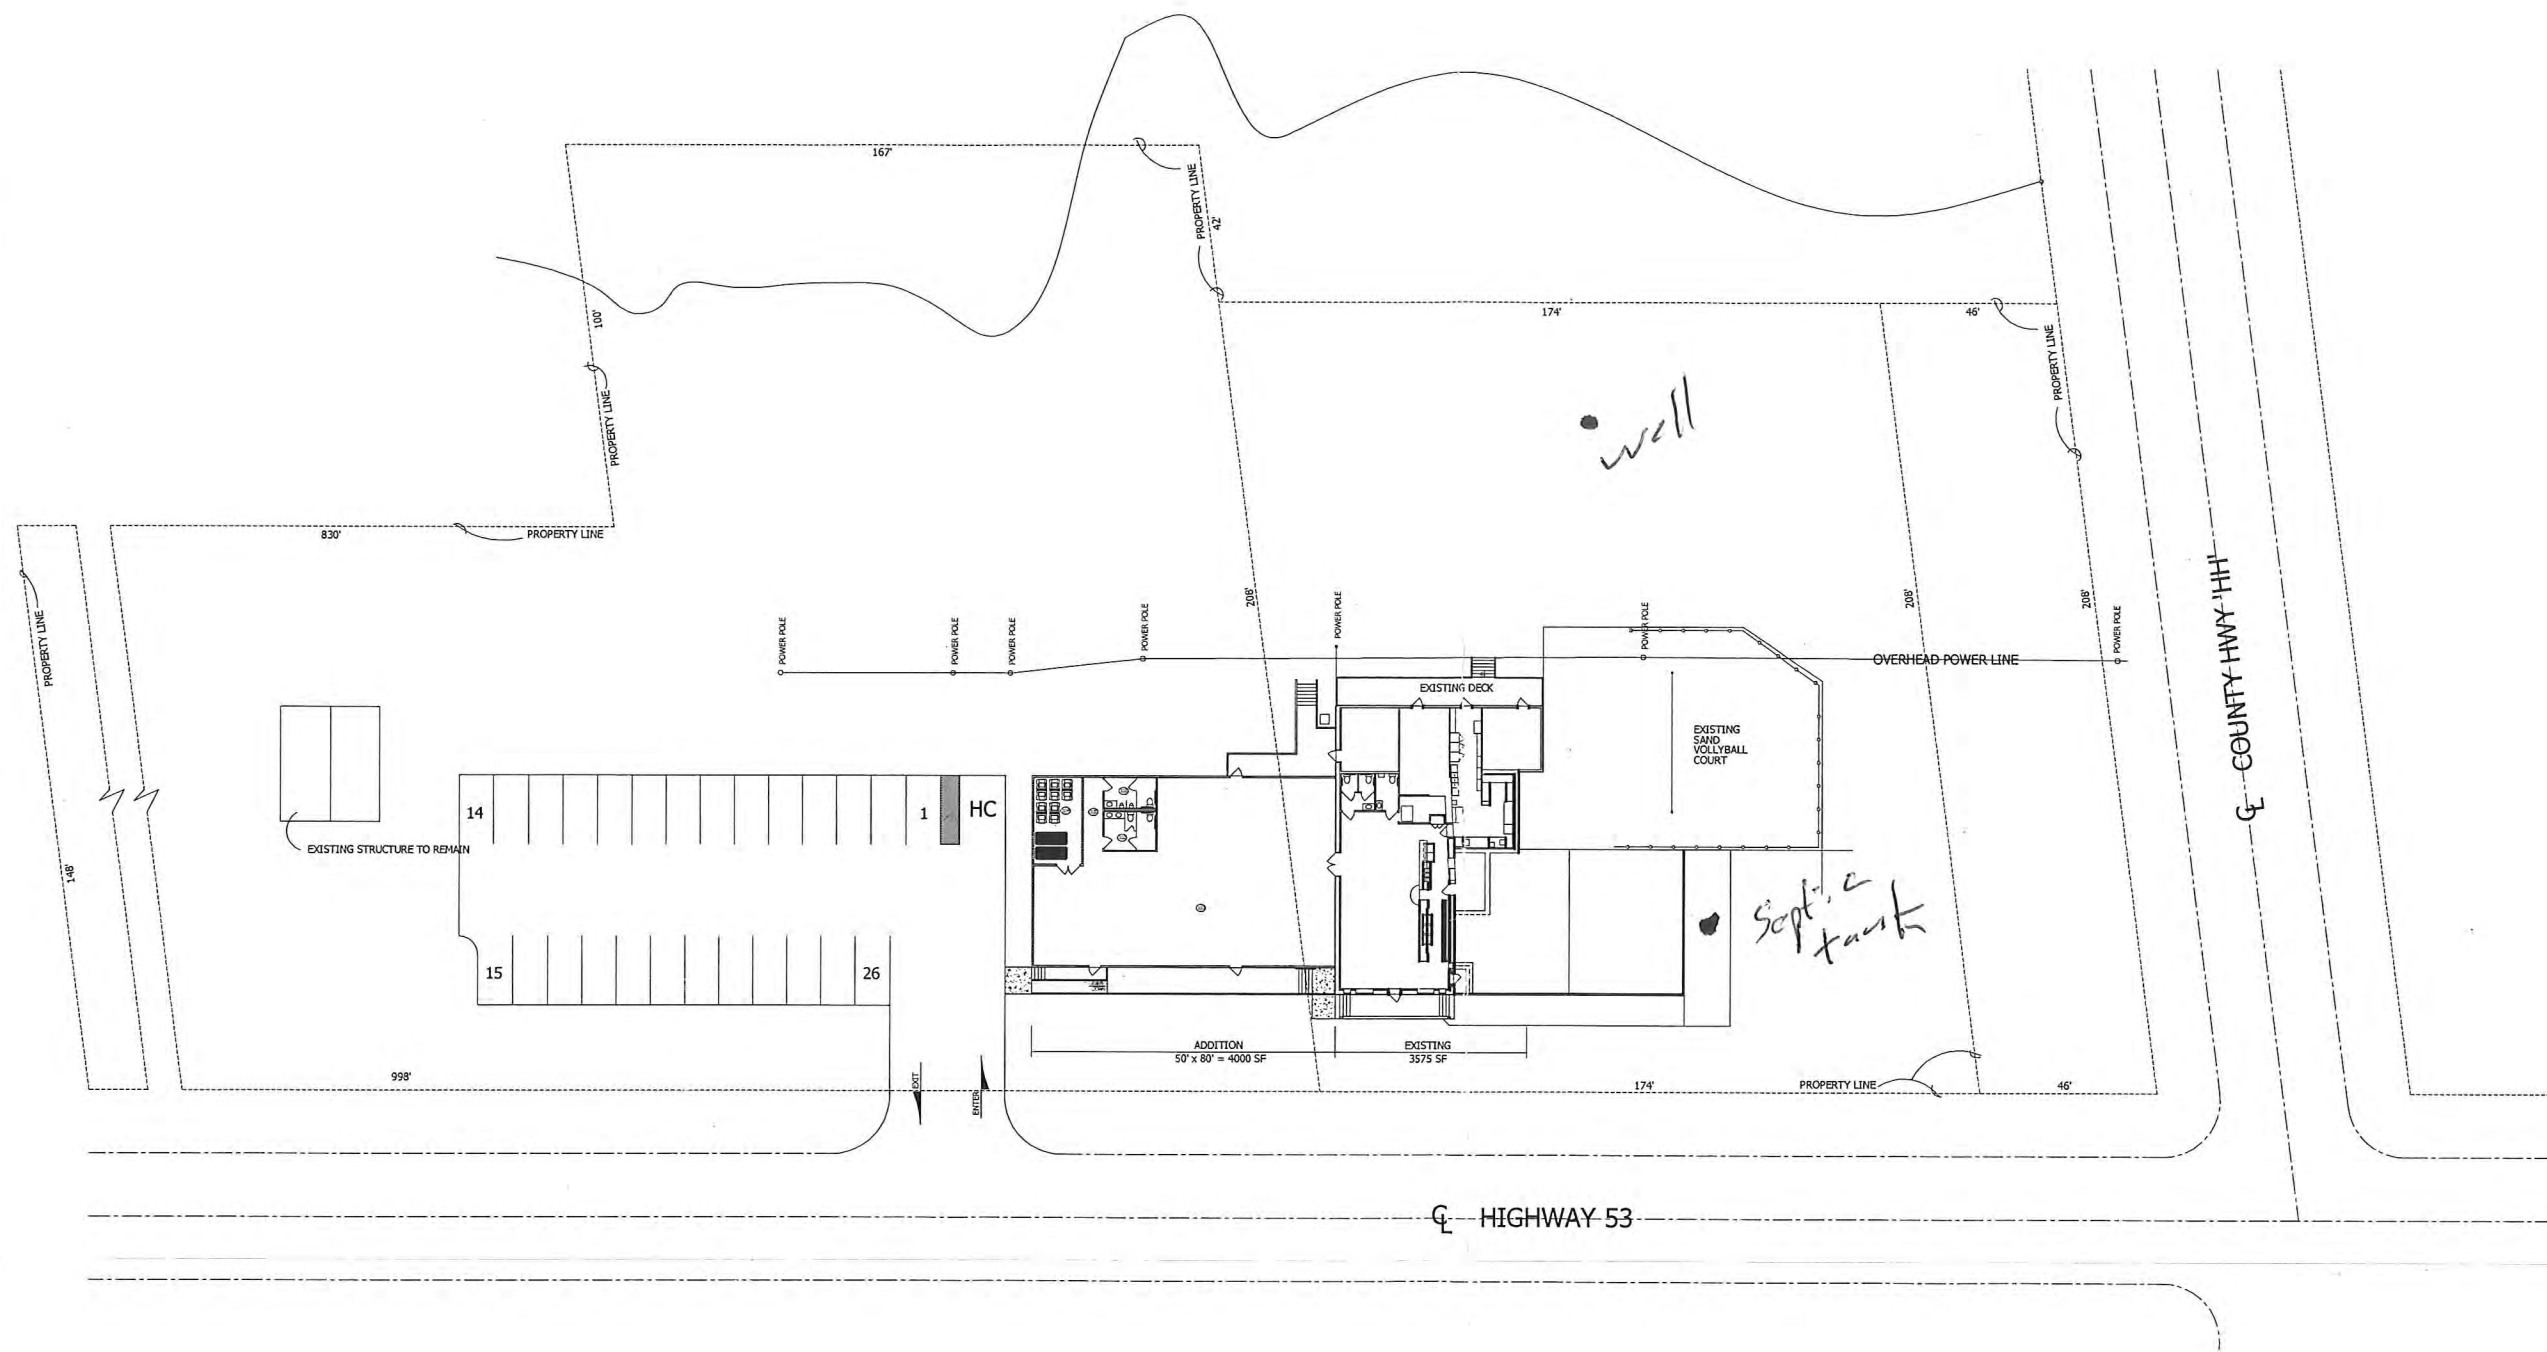 167'
PROPERTY LINE
42'
174'
46'
100'
PROPERTY LINE
PROPERTY LINE
well
830'
PROPERTY LINE
PROPERTY LINE
148'
208'
208'
208'
POWER POLE
POWER POLE
POWER POLE
POWER POLE
POWER POLE
POWER POLE
POWER POLE
OVERHEAD POWER LINE
℄ COUNTY HWY 'HH'
EXISTING DECK
EXISTING
SAND
VOLLYBALL
COURT
14
1
HC
EXISTING STRUCTURE TO REMAIN
Septic
tank
15
26
ADDITION
50' x 80' = 4000 SF
EXISTING
3575 SF
998'
EXIT
ENTER
174'
PROPERTY LINE
46'
℄ HIGHWAY 53